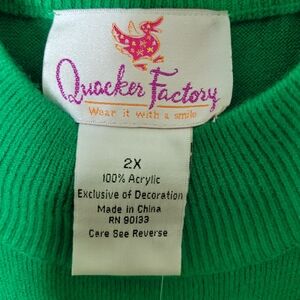 Quacker Factory
Wear it with a smile
2X
100% Acrylic
Exclusive of Decoration
Made in China
RN 90133
Care See Reverse